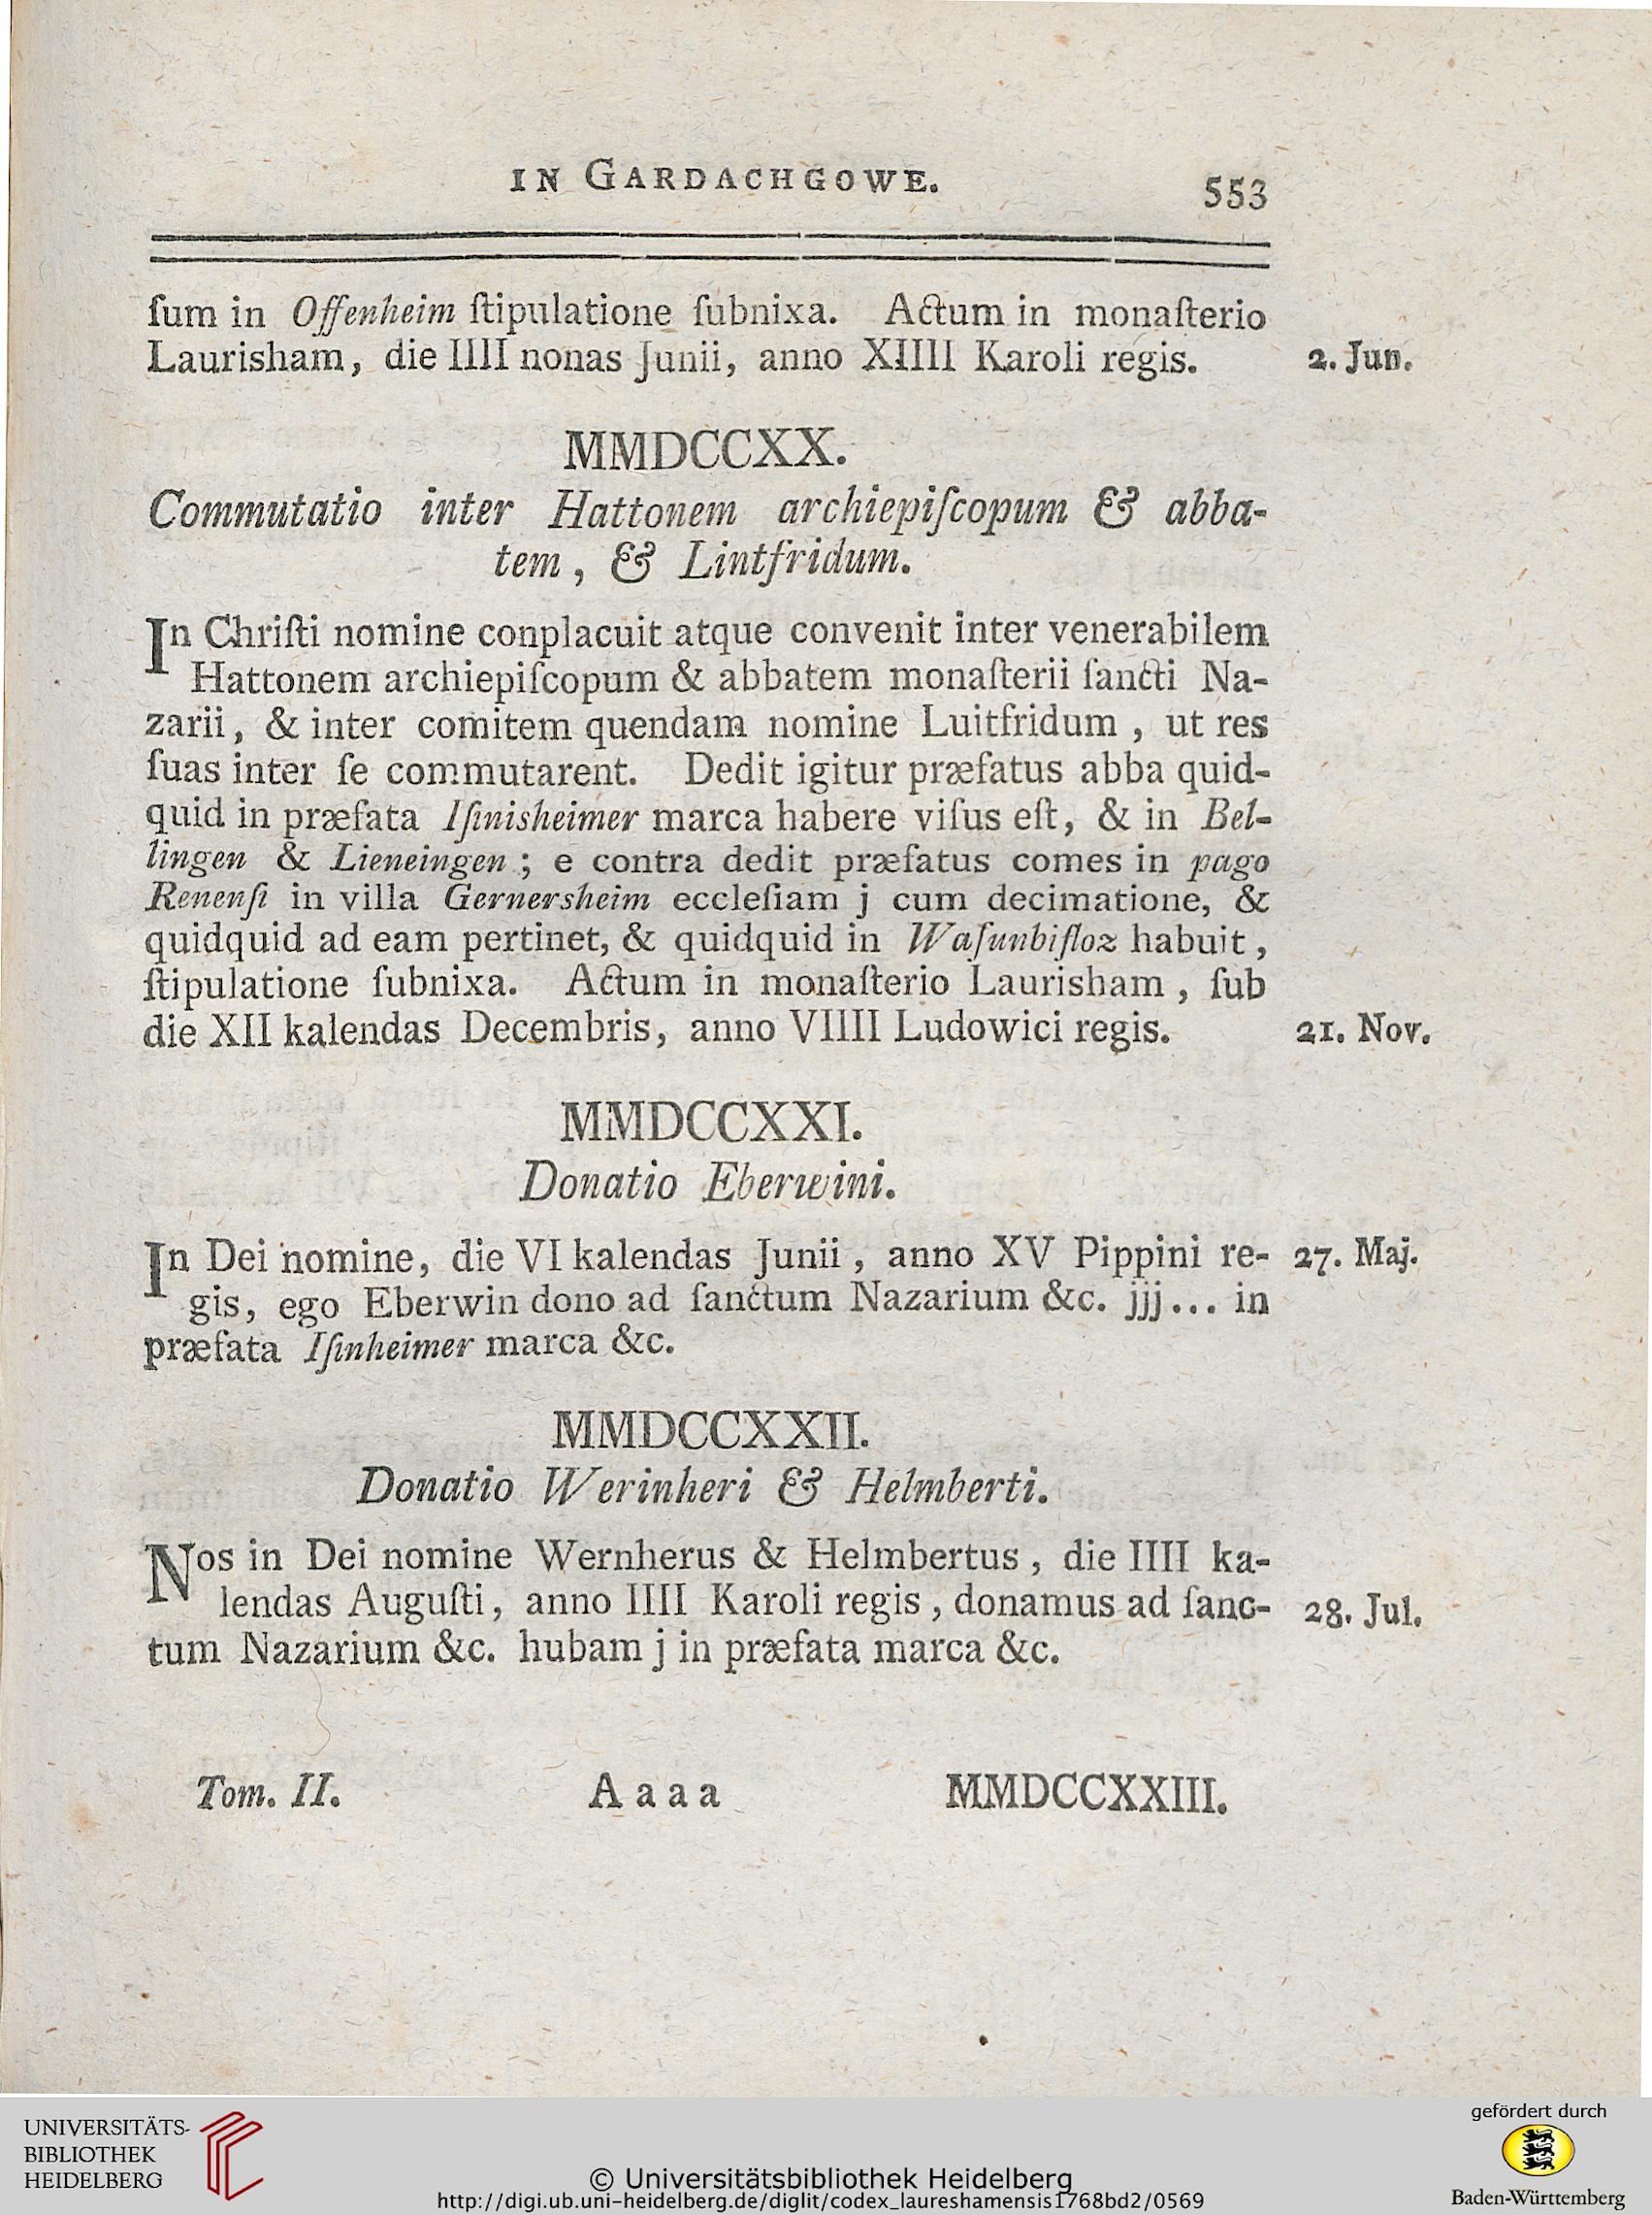 IN GARDACHGOWE. 553
ſum in Offenheim ſtipulatione ſubnixa. Actum in monaſterio
Laurisham, die IIII nonas Junii, anno XIIII Karoli regis. 2. Jun.
MMDCCXX.
Commutatio inter Hattonem archiepiſcopum & abba-
tem, & Lintfridum.
In Chriſti nomine conplacuit atque convenit inter venerabilem
Hattonem archiepiſcopum & abbatem monaſterii ſancti Na-
zarii, & inter comitem quendam nomine Luitfridum, ut res
ſuas inter ſe commutarent. Dedit igitur præfatus abba quid-
quid in præfata Iſinisheimer marca habere viſus eſt, & in Bel-
lingen & Lieneingen; e contra dedit præfatus comes in pago
Renenſi in villa Gernersheim eccleſiam j cum decimatione, &
quidquid ad eam pertinet, & quidquid in Waſunbiſloz habuit,
ſtipulatione ſubnixa. Actum in monaſterio Laurisham, ſub
die XII kalendas Decembris, anno VIIII Ludowici regis. 21. Nov.
MMDCCXXI.
Donatio Eberwini.
In Dei nomine, die VI kalendas Junii, anno XV Pippini re- 27. Maj.
gis, ego Eberwin dono ad ſanctum Nazarium &c. jjj... in
præfata Iſinheimer marca &c.
MMDCCXXII.
Donatio Werinheri & Helmberti.
Nos in Dei nomine Wernherus & Helmbertus, die IIII ka-
lendas Auguſti, anno IIII Karoli regis, donamus ad ſanc- 28. Jul.
tum Nazarium &c. hubam j in præfata marca &c.
Tom. II. Aaaa MMDCCXXIII.
UNIVERSITÄTS-
BIBLIOTHEK
HEIDELBERG
© Universitätsbibliothek Heidelberg
http://digi.ub.uni-heidelberg.de/diglit/codex_laureshamensis1768bd2/0569
gefördert durch
Baden-Württemberg